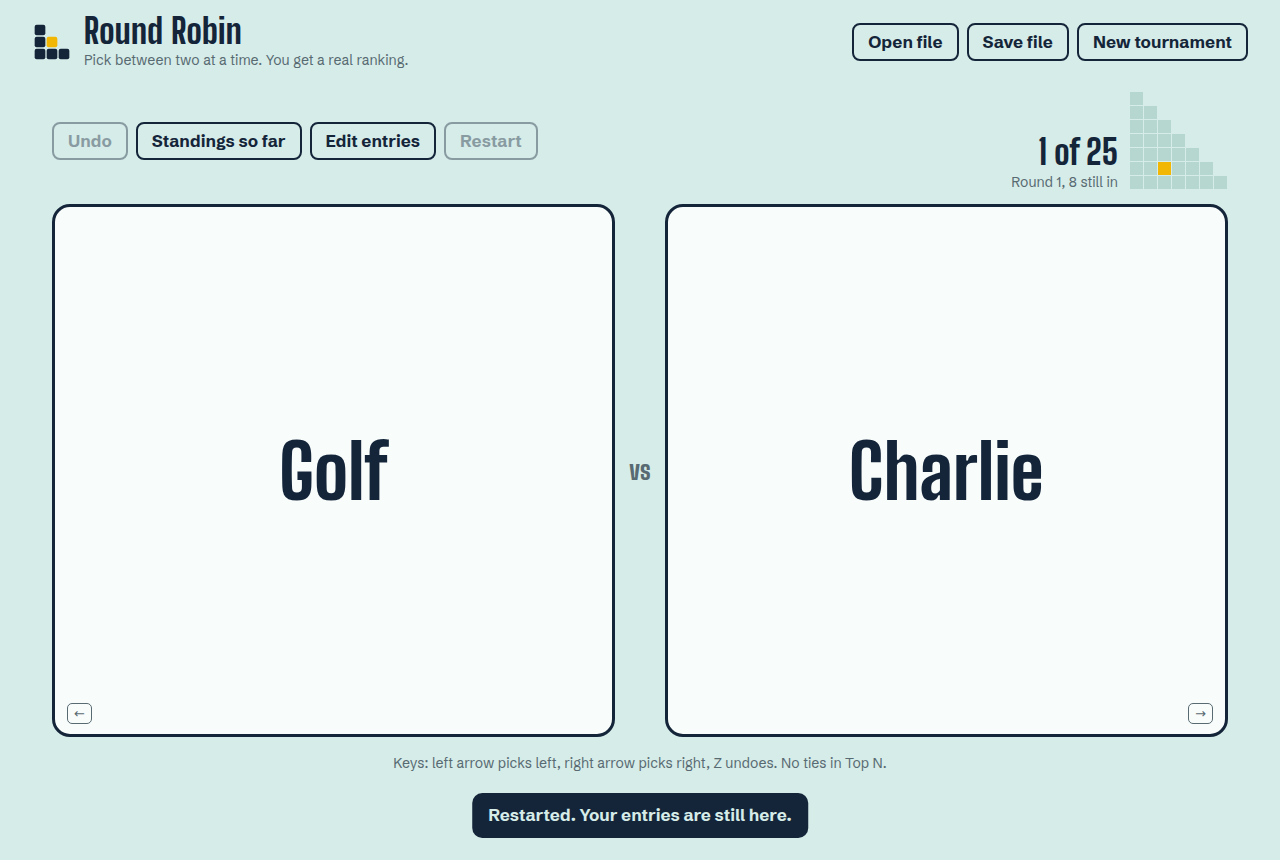 Round Robin
Pick between two at a time. You get a real ranking.
Open file
Save file
New tournament
Undo
Standings so far
Edit entries
Restart
1 of 25
Round 1, 8 still in
Golf
vs
Charlie
←
→
Keys: left arrow picks left, right arrow picks right, Z undoes. No ties in Top N.
Restarted. Your entries are still here.